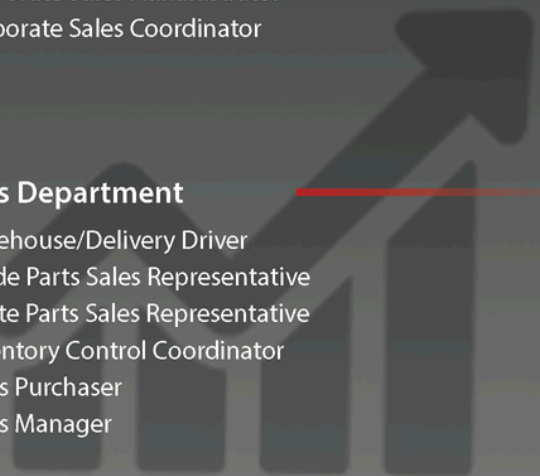 porate Sales Coordinator
s Department
ehouse/Delivery Driver
de Parts Sales Representative
te Parts Sales Representative
entory Control Coordinator
s Purchaser
s Manager